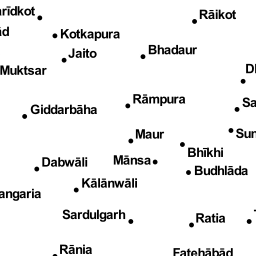 arīdkot
Rāikot
ad
Kotkapura
Jaito
Bhadaur
Muktsar
D
Rāmpura
Sa
Giddarbāha
Maur
Sun
Bhīkhi
Dabwāli
Mānsa
Budhlāda
Kālānwāli
angaria
Sardulgarh
Ratia
Rānia
Fatehābād